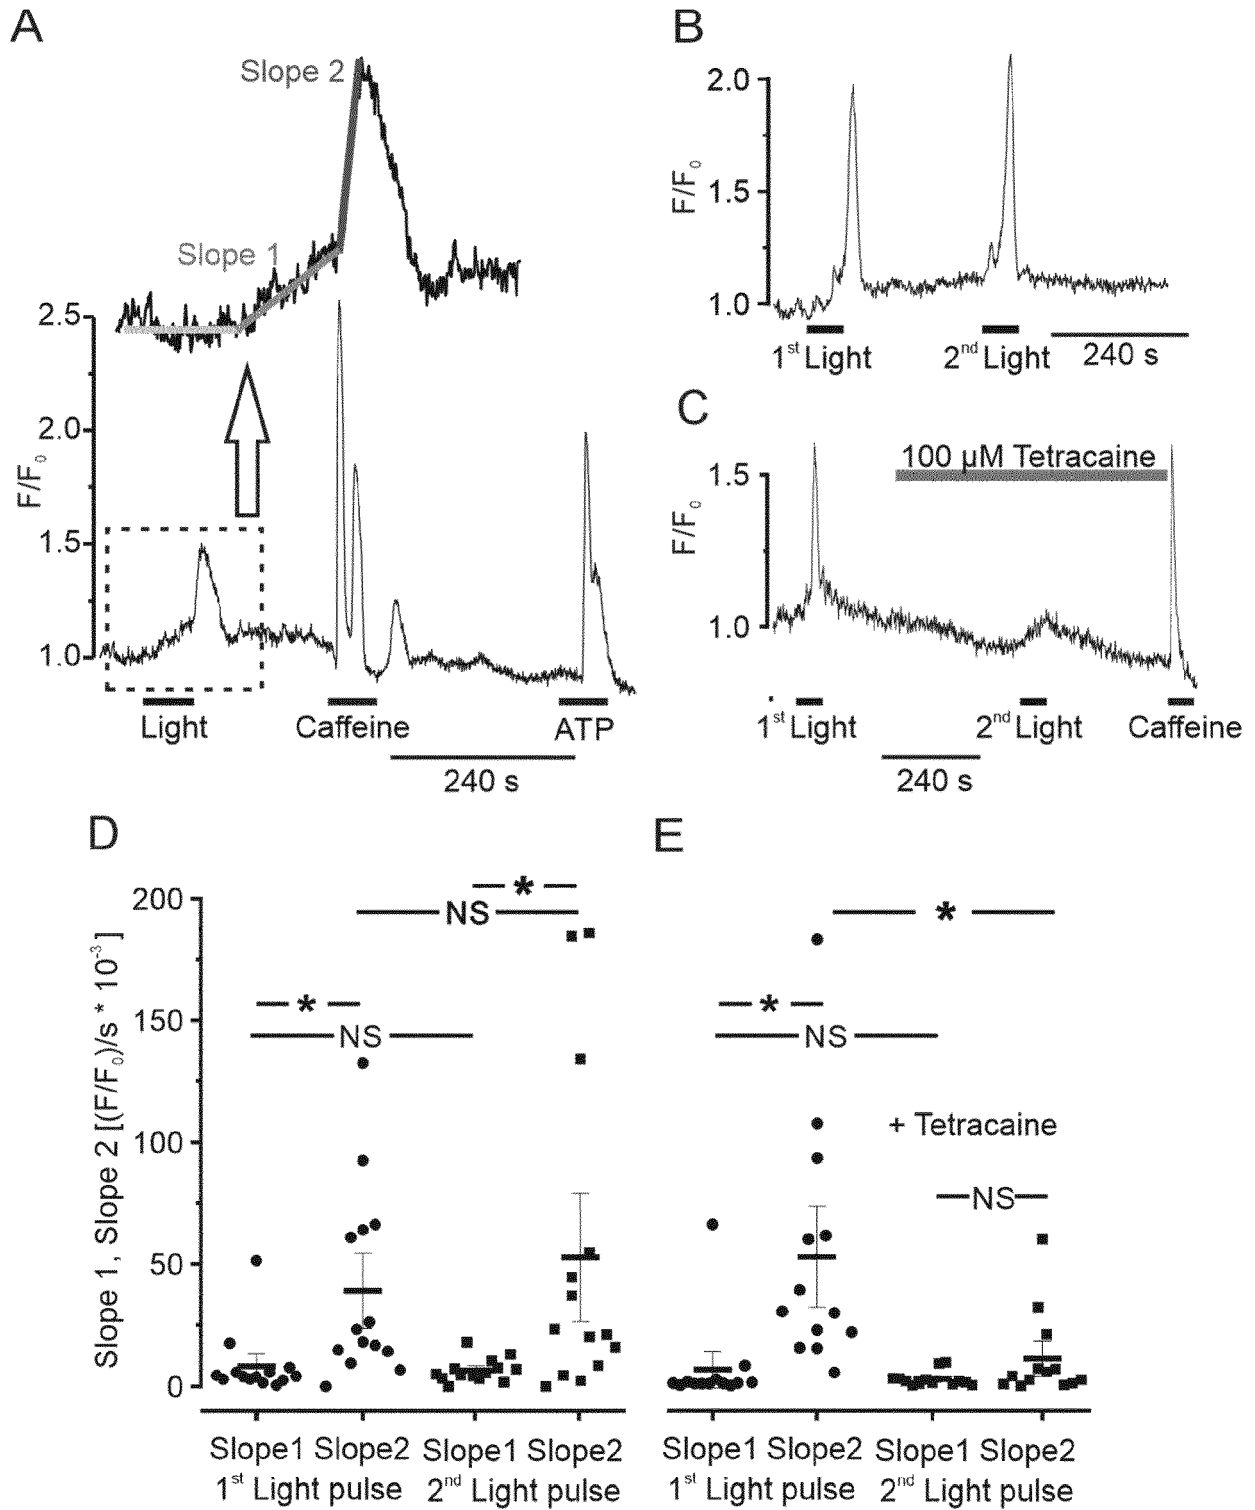 A
Slope 2
Slope 1
2.5
2.0
1.5
1.0
F/F0
Light
Caffeine
ATP
240 s
B
2.0
1.5
1.0
F/F0
1st Light
2nd Light
240 s
C
100 µM Tetracaine
1.5
1.0
F/F0
1st Light
2nd Light
Caffeine
240 s
D
Slope 1, Slope 2 [(F/F0)/s * 10-3]
200
150
100
50
0
*
NS
*
NS
Slope1 Slope2 Slope1 Slope2
1st Light pulse 2nd Light pulse
E
*
*
NS
+ Tetracaine
NS
Slope1 Slope2 Slope1 Slope2
1st Light pulse 2nd Light pulse